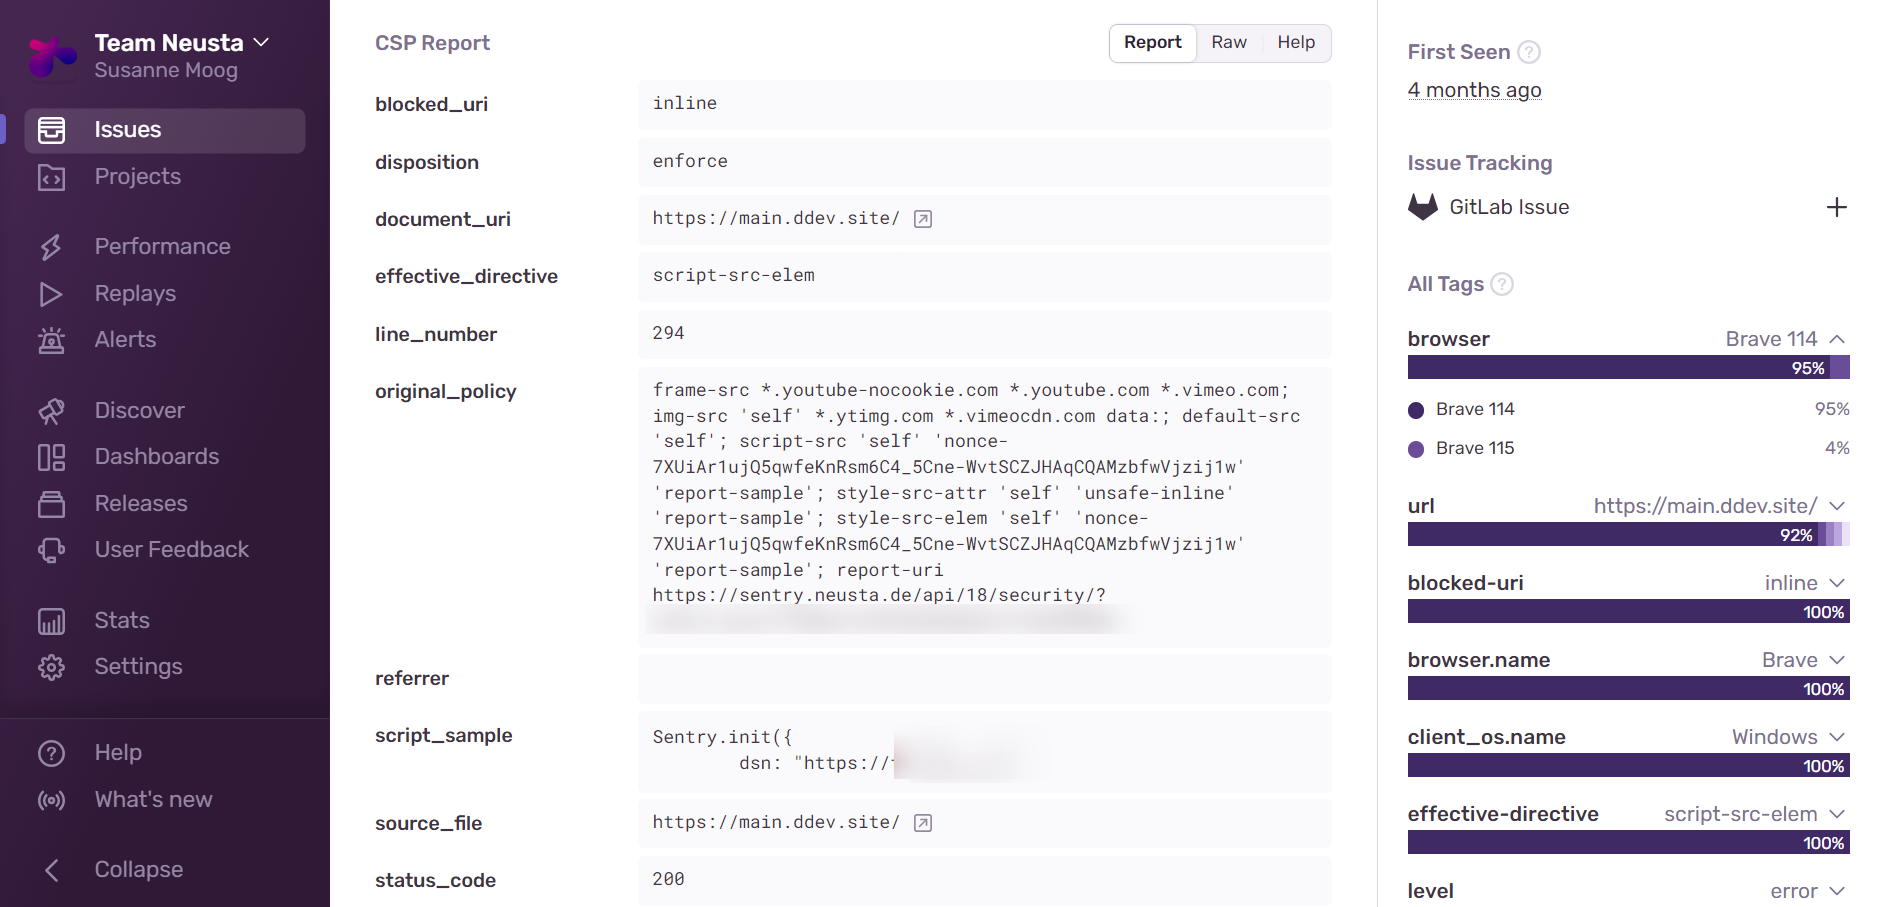 Team Neusta
Susanne Moog
Issues
Projects
Performance
Replays
Alerts
Discover
Dashboards
Releases
User Feedback
Stats
Settings
Help
What's new
Collapse
CSP Report
Report Raw Help
blocked_uri inline
disposition enforce
document_uri https://main.ddev.site/
effective_directive script-src-elem
line_number 294
original_policy frame-src *.youtube-nocookie.com *.youtube.com *.vimeo.com;
img-src 'self' *.ytimg.com *.vimeocdn.com data:; default-src
'self'; script-src 'self' 'nonce-
7XUiAr1ujQ5qwfeKnRsm6C4_5Cne-WvtSCZJHAqCQAMzbfwVjzij1w'
'report-sample'; style-src-attr 'self' 'unsafe-inline'
'report-sample'; style-src-elem 'self' 'nonce-
7XUiAr1ujQ5qwfeKnRsm6C4_5Cne-WvtSCZJHAqCQAMzbfwVjzij1w'
'report-sample'; report-uri
https://sentry.neusta.de/api/18/security/?
referrer
script_sample Sentry.init({
dsn: "https://
source_file https://main.ddev.site/
status_code 200
First Seen ?
4 months ago
Issue Tracking
GitLab Issue
All Tags ?
browser Brave 114
95%
Brave 114 95%
Brave 115 4%
url https://main.ddev.site/
92%
blocked-uri inline
100%
browser.name Brave
100%
client_os.name Windows
100%
effective-directive script-src-elem
100%
level error